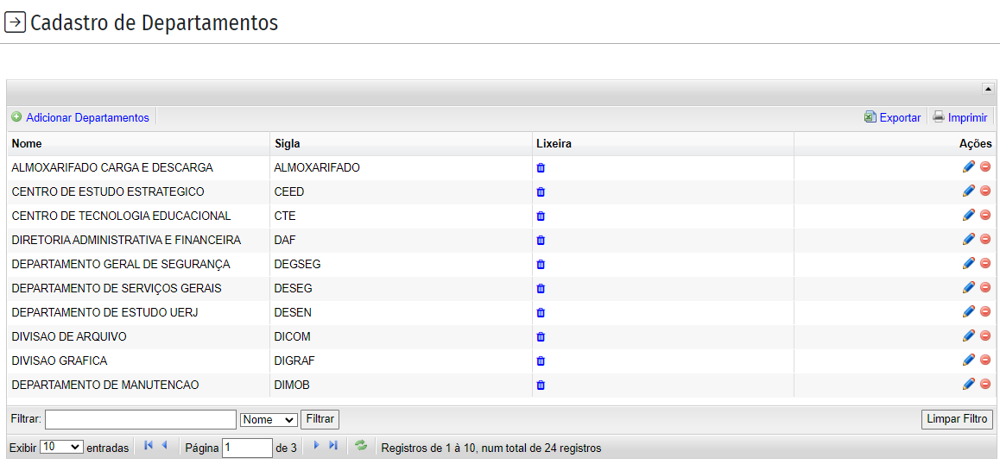 Cadastro de Departamentos
Adicionar Departamentos Exportar Imprimir
Nome Sigla Lixeira Ações
ALMOXARIFADO CARGA E DESCARGA ALMOXARIFADO
CENTRO DE ESTUDO ESTRATEGICO CEED
CENTRO DE TECNOLOGIA EDUCACIONAL CTE
DIRETORIA ADMINISTRATIVA E FINANCEIRA DAF
DEPARTAMENTO GERAL DE SEGURANÇA DEGSEG
DEPARTAMENTO DE SERVIÇOS GERAIS DESEG
DEPARTAMENTO DE ESTUDO UERJ DESEN
DIVISAO DE ARQUIVO DICOM
DIVISAO GRAFICA DIGRAF
DEPARTAMENTO DE MANUTENCAO DIMOB
Filtrar: Nome Filtrar Limpar Filtro
Exibir 10 entradas Página 1 de 3 Registros de 1 à 10, num total de 24 registros